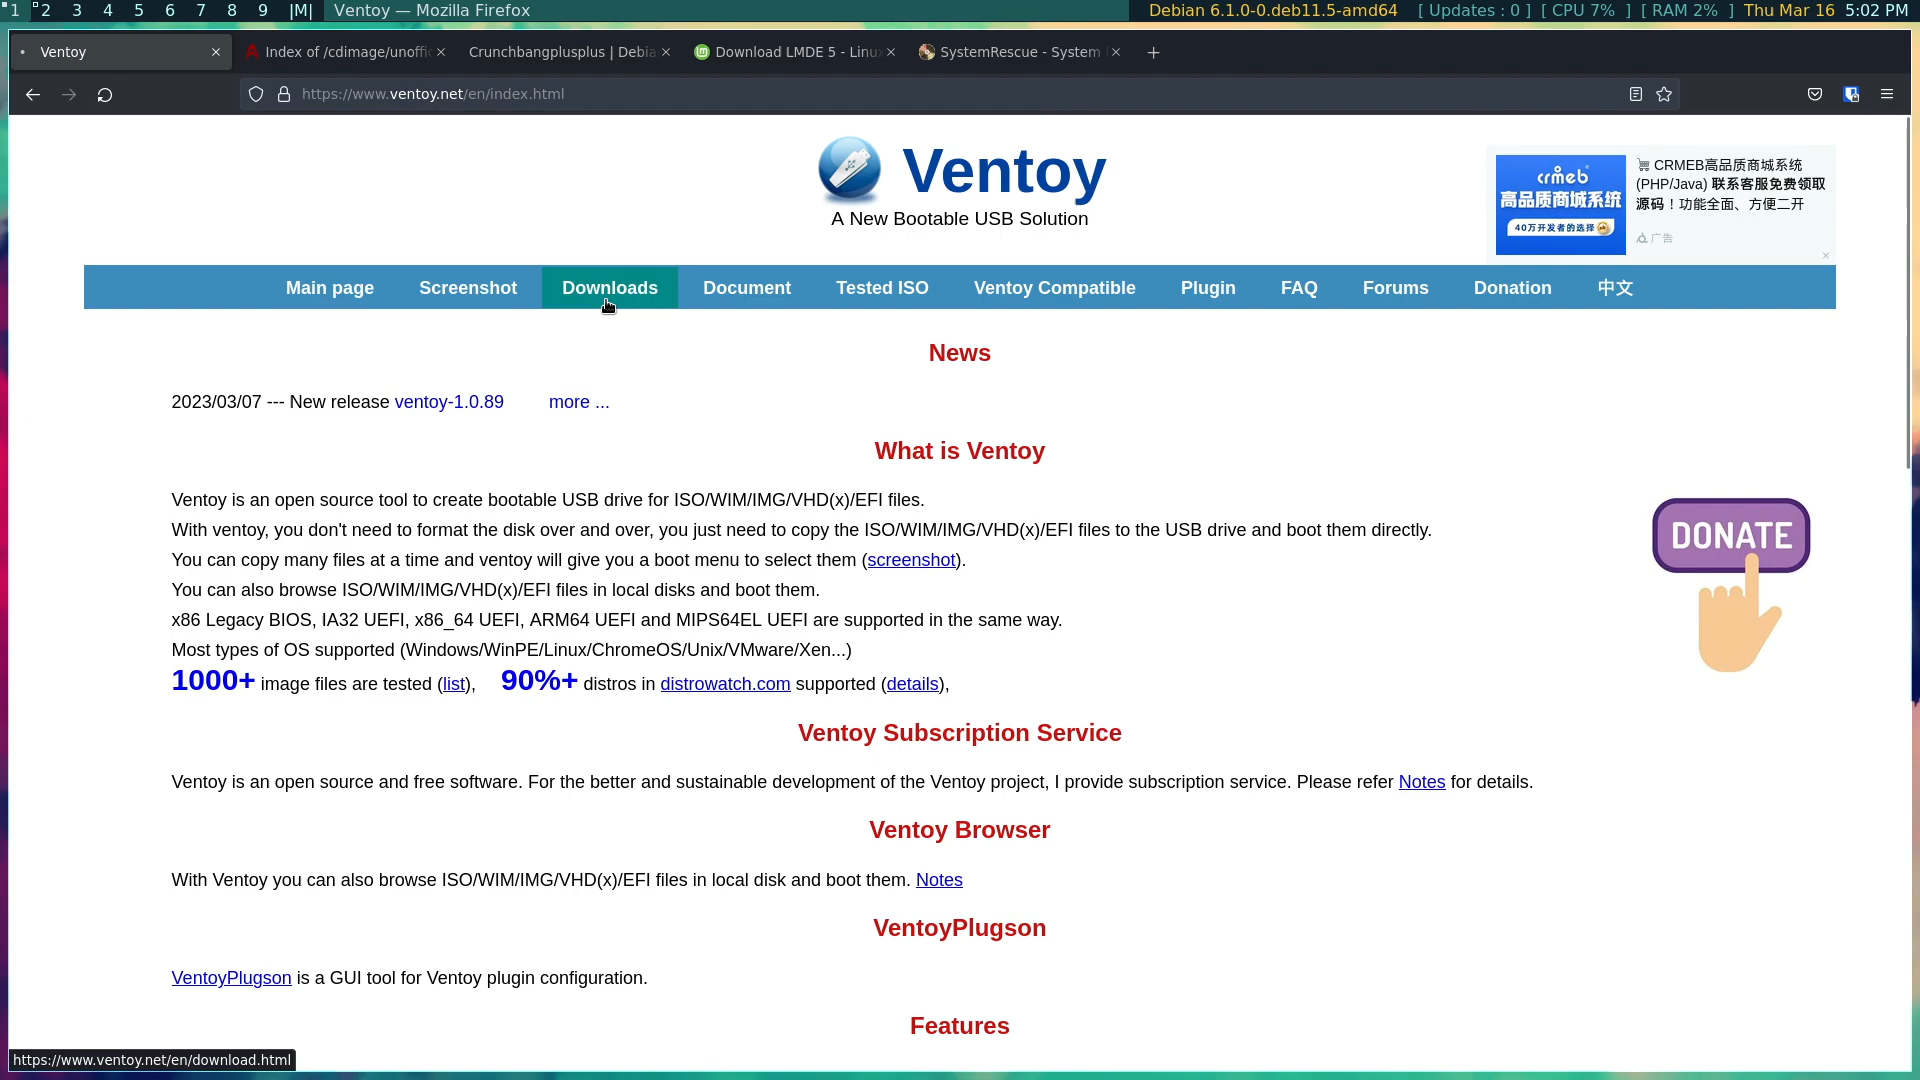 1 2 3 4 5 6 7 8 9 |M| Ventoy — Mozilla Firefox Debian 6.1.0-0.deb11.5-amd64 [ Updates : 0 ] [ CPU 7% ] [ RAM 2% ] Thu Mar 16 5:02 PM
Ventoy Index of /cdimage/unoffic Crunchbangplusplus | Debia Download LMDE 5 - Linu SystemRescue - System
https://www.ventoy.net/en/index.html
Ventoy
A New Bootable USB Solution
crmeb
高品质商城系统
40万开发者的选择
CRMEB高品质商城系统
(PHP/Java) 联系客服免费领取
源码！功能全面、方便二开
广告
Main page Screenshot Downloads Document Tested ISO Ventoy Compatible Plugin FAQ Forums Donation 中文
News
2023/03/07 --- New release ventoy-1.0.89 more ...
What is Ventoy
Ventoy is an open source tool to create bootable USB drive for ISO/WIM/IMG/VHD(x)/EFI files.
With ventoy, you don't need to format the disk over and over, you just need to copy the ISO/WIM/IMG/VHD(x)/EFI files to the USB drive and boot them directly.
You can copy many files at a time and ventoy will give you a boot menu to select them (screenshot).
You can also browse ISO/WIM/IMG/VHD(x)/EFI files in local disks and boot them.
x86 Legacy BIOS, IA32 UEFI, x86_64 UEFI, ARM64 UEFI and MIPS64EL UEFI are supported in the same way.
Most types of OS supported (Windows/WinPE/Linux/ChromeOS/Unix/VMware/Xen...)
1000+ image files are tested (list), 90%+ distros in distrowatch.com supported (details),
DONATE
Ventoy Subscription Service
Ventoy is an open source and free software. For the better and sustainable development of the Ventoy project, I provide subscription service. Please refer Notes for details.
Ventoy Browser
With Ventoy you can also browse ISO/WIM/IMG/VHD(x)/EFI files in local disk and boot them. Notes
VentoyPlugson
VentoyPlugson is a GUI tool for Ventoy plugin configuration.
Features
https://www.ventoy.net/en/download.html